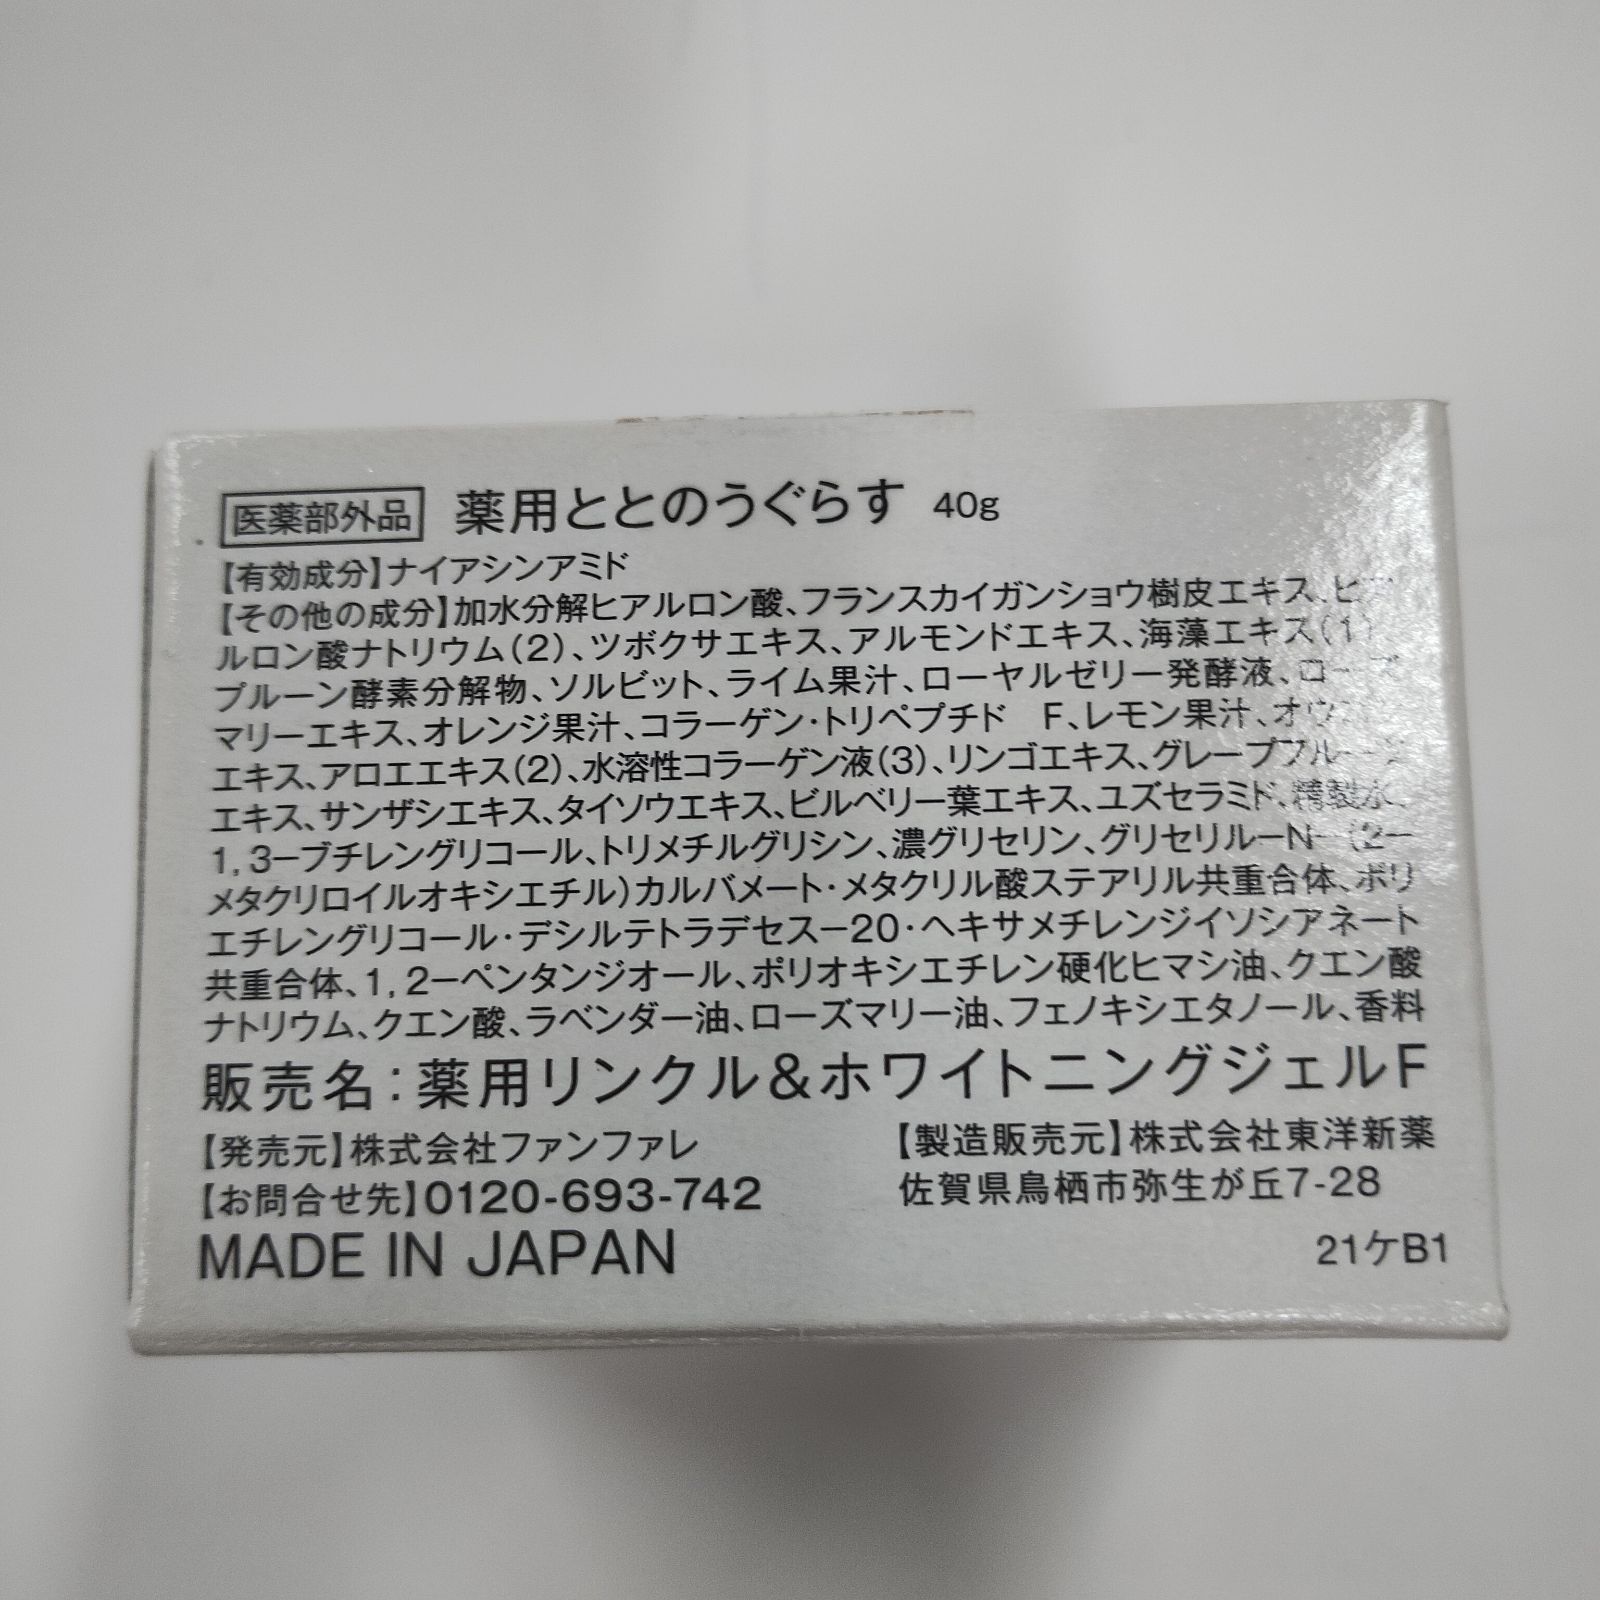 医薬部外品 薬用ととのうぐらす 40g
【有効成分】ナイアシンアミド
【その他の成分】加水分解ヒアルロン酸、フランスカイガンショウ樹皮エキス、ヒア
ルロン酸ナトリウム(2)、ツボクサエキス、アルモンドエキス、海藻エキス(1)、
プルーン酵素分解物、ソルビット、ライム果汁、ローヤルゼリー発酵液、ローズ
マリーエキス、オレンジ果汁、コラーゲン・トリペプチド F、レモン果汁、
エキス、アロエエキス(2)、水溶性コラーゲン液(3)、リンゴエキス、グレープフルーツ
エキス、サンザシエキス、タイソウエキス、ビルベリー葉エキス、ユズセラミド、精製水、
1,3−ブチレングリコール、トリメチルグリシン、濃グリセリン、グリセリル−N−(2−
メタクリロイルオキシエチル)カルバメート・メタクリル酸ステアリル共重合体、ポリ
エチレングリコール・デシルテトラデセス−20・ヘキサメチレンジイソシアネート
共重合体、1,2−ペンタンジオール、ポリオキシエチレン硬化ヒマシ油、クエン酸
ナトリウム、クエン酸、ラベンダー油、ローズマリー油、フェノキシエタノール、香料
販売名:薬用リンクル&ホワイトニングジェルF
【発売元】株式会社ファンファレ 【製造販売元】株式会社東洋新薬
【お問合せ先】0120-693-742 佐賀県鳥栖市弥生が丘7-28
MADE IN JAPAN 21ケB1